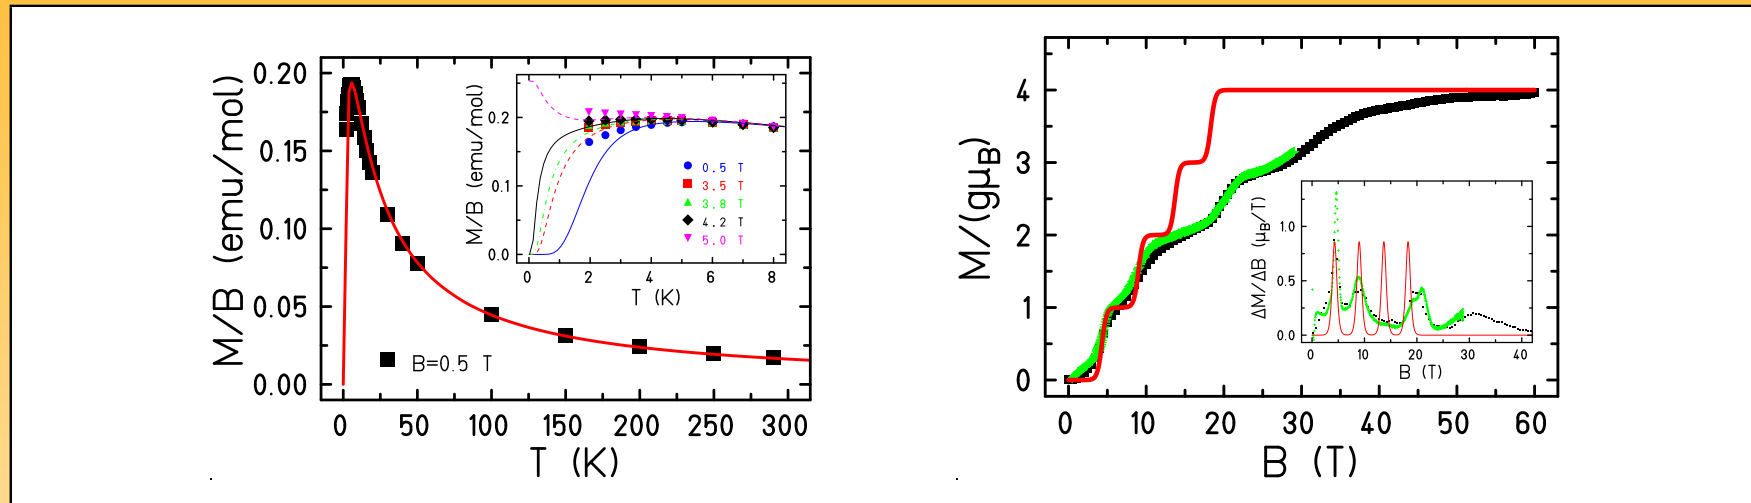 M/B (emu/mol)
0.20
0.15
0.10
0.05
0.00
0 50 100 150 200 250 300
T (K)
B=0.5 T
M/B (emu/mol)
0.2
0.1
0.0
0 2 4 6 8
T (K)
0.5 T
3.5 T
3.8 T
4.2 T
5.0 T
M/(gμB)
4
3
2
1
0
0 10 20 30 40 50 60
B (T)
ΔM/ΔB (μB/T)
1.0
0.5
0.0
0 10 20 30 40
B (T)